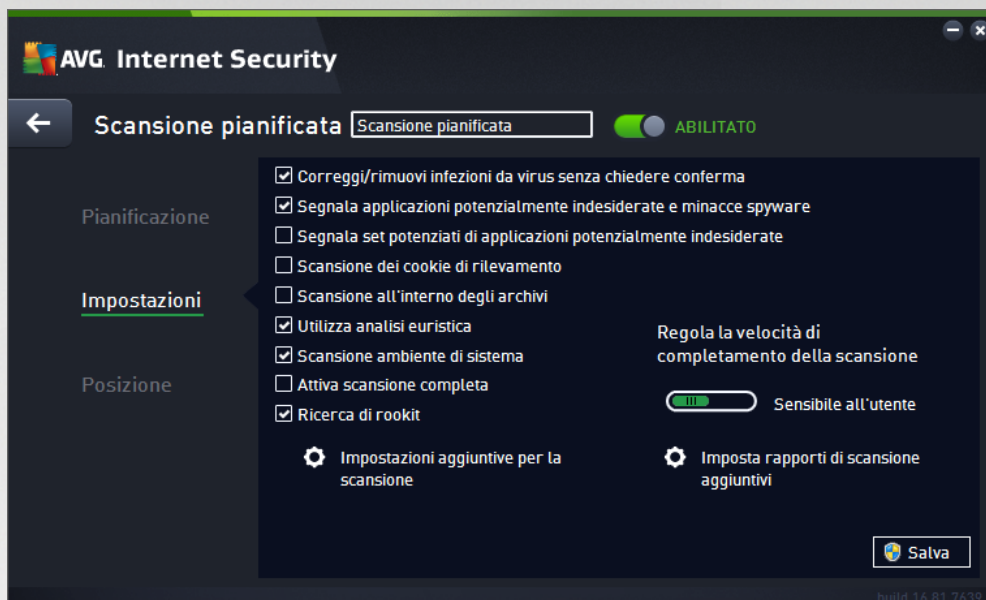 AVG. Internet Security
Scansione pianificata Scansione pianificata ABILITATO
Pianificazione
Impostazioni
Posizione
Correggi/rimuovi infezioni da virus senza chiedere conferma
Segnala applicazioni potenzialmente indesiderate e minacce spyware
Segnala set potenziati di applicazioni potenzialmente indesiderate
Scansione dei cookie di rilevamento
Scansione all'interno degli archivi
Utilizza analisi euristica
Scansione ambiente di sistema
Attiva scansione completa
Ricerca di rookit
Regola la velocità di
completamento della scansione
Sensibile all'utente
Impostazioni aggiuntive per la
scansione
Imposta rapporti di scansione
aggiuntivi
Salva
build 16.81.7639